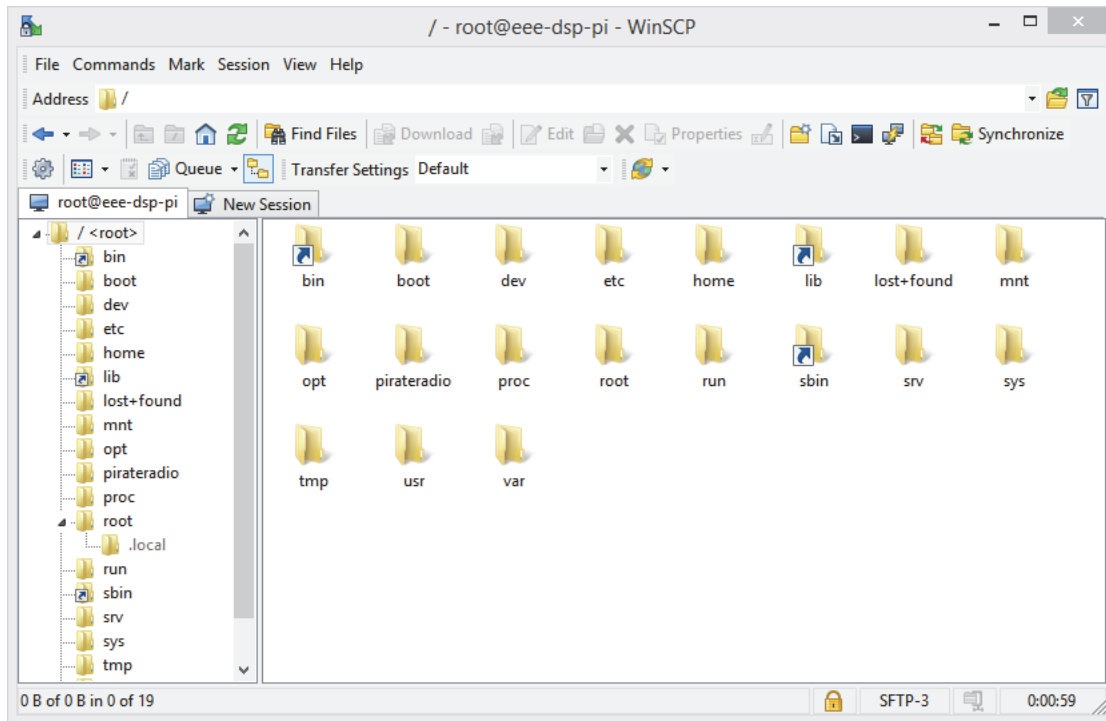 / - root@eee-dsp-pi - WinSCP
File Commands Mark Session View Help
Address /
Find Files Download Edit Properties Synchronize
Queue Transfer Settings Default
root@eee-dsp-pi New Session
/ <root>
bin
boot
dev
etc
home
lib
lost+found
mnt
opt
pirateradio
proc
root
.local
run
sbin
srv
sys
tmp
bin boot dev etc home lib lost+found mnt
opt pirateradio proc root run sbin srv sys
tmp usr var
0 B of 0 B in 0 of 19 SFTP-3 0:00:59